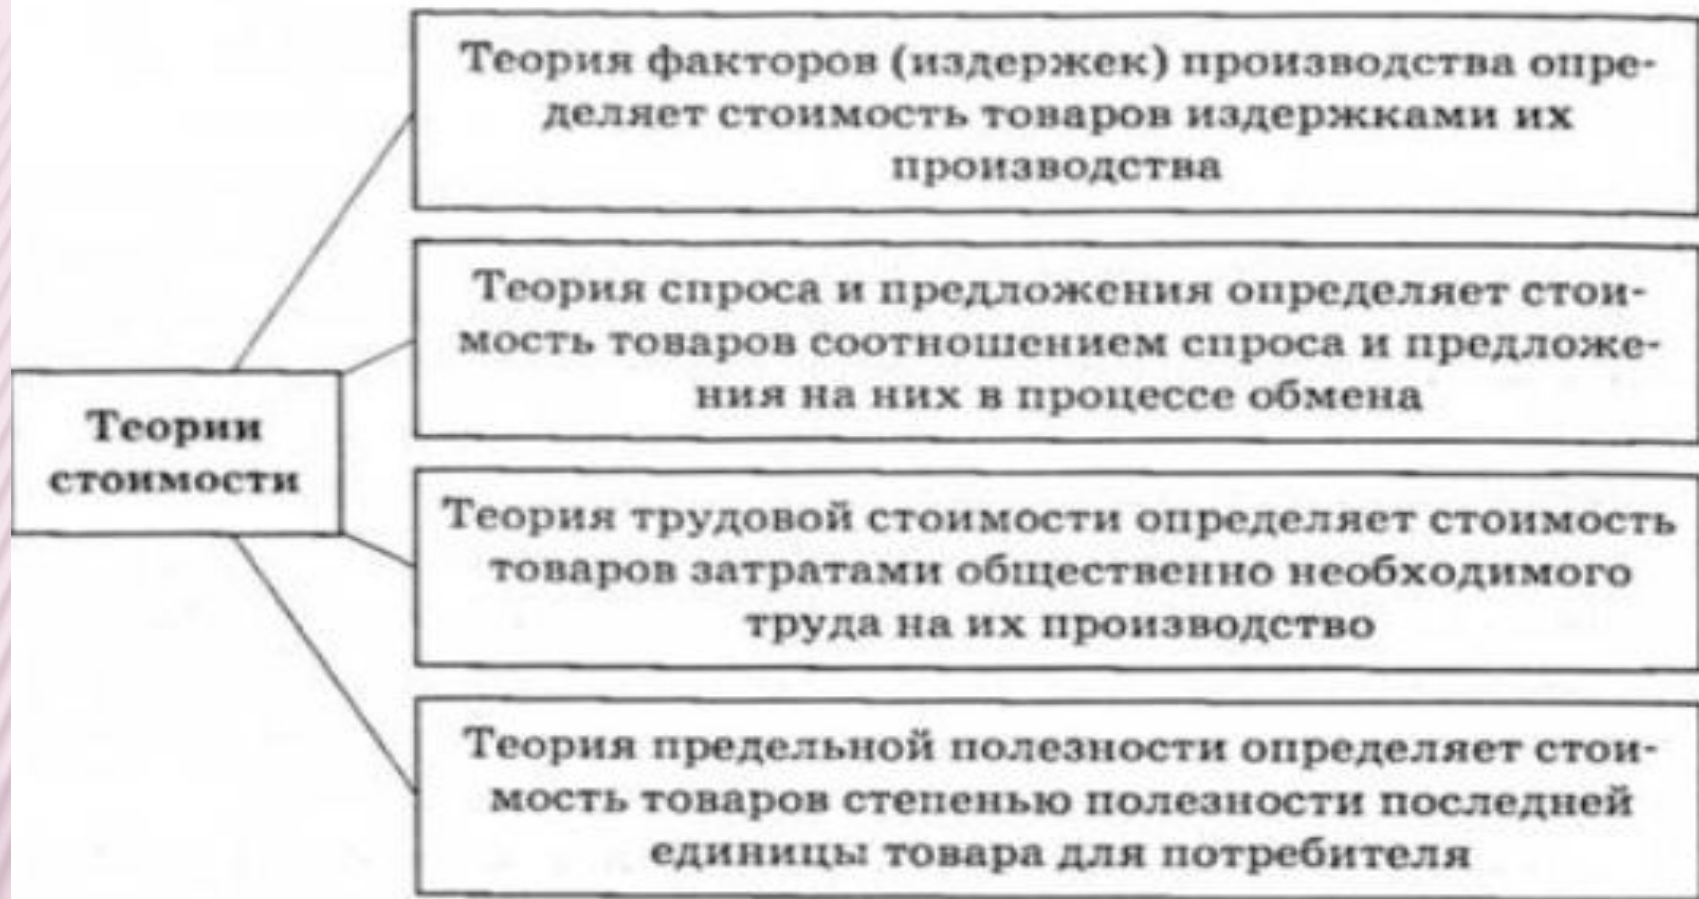 Теория факторов (издержек) производства опре-
деляет стоимость товаров издержками их
производства
Теория спроса и предложения определяет стои-
мость товаров соотношением спроса и предложе-
ния на них в процессе обмена
Теории
стоимости
Теория трудовой стоимости определяет стоимость
товаров затратами общественно необходимого
труда на их производство
Теория предельной полезности определяет стои-
мость товаров степенью полезности последней
единицы товара для потребителя